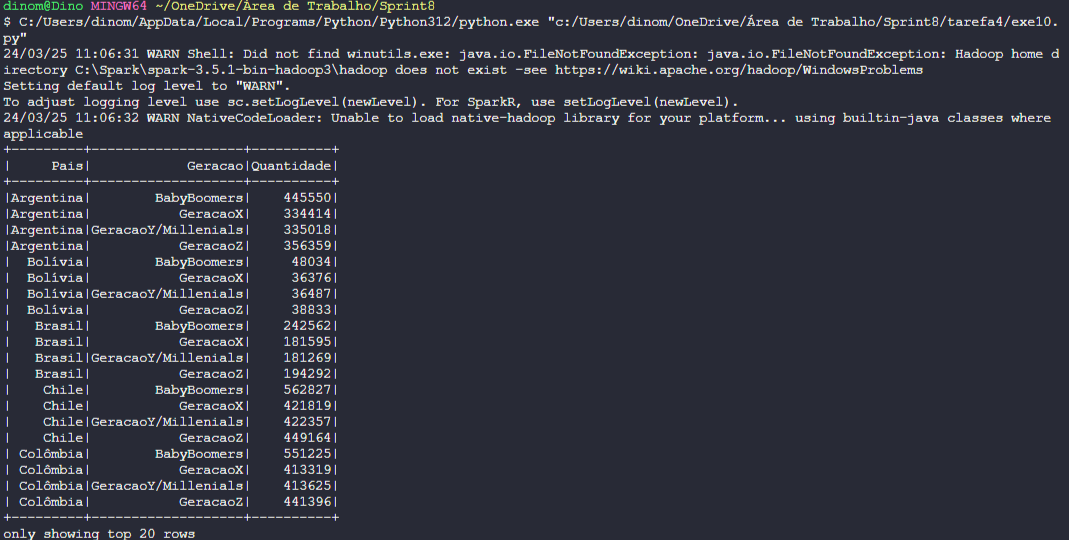 dinom@Dino MINGW64 ~/OneDrive/Área de Trabalho/Sprint8
$ C:/Users/dinom/AppData/Local/Programs/Python/Python312/python.exe "c:/Users/dinom/OneDrive/Área de Trabalho/Sprint8/tarefa4/exe10.
py"
24/03/25 11:06:31 WARN Shell: Did not find winutils.exe: java.io.FileNotFoundException: java.io.FileNotFoundException: Hadoop home d
irectory C:\Spark\spark-3.5.1-bin-hadoop3\hadoop does not exist -see https://wiki.apache.org/hadoop/WindowsProblems
Setting default log level to "WARN".
To adjust logging level use sc.setLogLevel(newLevel). For SparkR, use setLogLevel(newLevel).
24/03/25 11:06:32 WARN NativeCodeLoader: Unable to load native-hadoop library for your platform... using builtin-java classes where
applicable
+---------+-------------------+----------+
|     Pais|            Geracao|Quantidade|
+---------+-------------------+----------+
|Argentina|        BabyBoomers|    445550|
|Argentina|           GeracaoX|    334414|
|Argentina|GeracaoY/Millenials|    335018|
|Argentina|           GeracaoZ|    356359|
|  Bolívia|        BabyBoomers|     48034|
|  Bolívia|           GeracaoX|     36376|
|  Bolívia|GeracaoY/Millenials|     36487|
|  Bolívia|           GeracaoZ|     38833|
|   Brasil|        BabyBoomers|    242562|
|   Brasil|           GeracaoX|    181595|
|   Brasil|GeracaoY/Millenials|    181269|
|   Brasil|           GeracaoZ|    194292|
|    Chile|        BabyBoomers|    562827|
|    Chile|           GeracaoX|    421819|
|    Chile|GeracaoY/Millenials|    422357|
|    Chile|           GeracaoZ|    449164|
| Colômbia|        BabyBoomers|    551225|
| Colômbia|           GeracaoX|    413319|
| Colômbia|GeracaoY/Millenials|    413625|
| Colômbia|           GeracaoZ|    441396|
+---------+-------------------+----------+
only showing top 20 rows